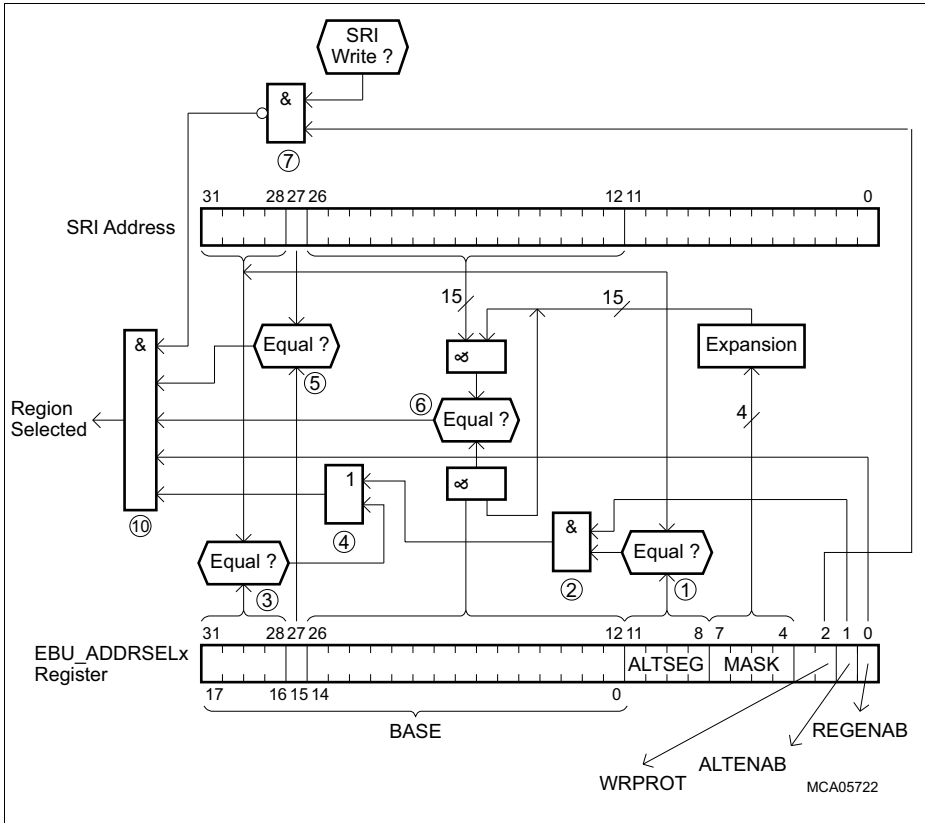 SRI
Write ?
&
⑦
31 28 27 26 12 11 0
SRI Address
15 15
&
&
Expansion
Equal ?
⑤
⑥
Equal ?
4
Region
Selected
1
&
&
⑩
④
Equal ?
Equal ?
③
②
①
31 28 27 26 12 11 8 7 4 2 1 0
EBU_ADDRSELx
Register
ALTSEG MASK
17 16 15 14 0
BASE
REGENAB
ALTENAB
WRPROT
MCA05722